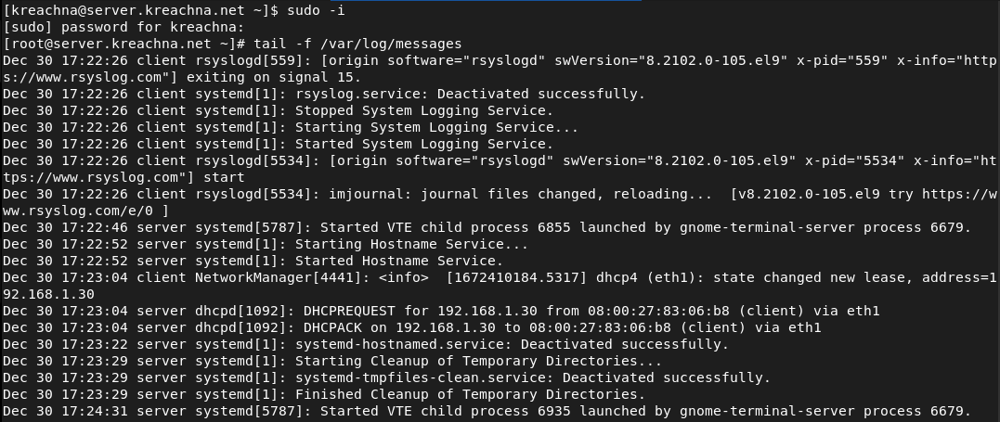 [kreachna@server.kreachna.net ~]$ sudo -i
[sudo] password for kreachna:
[root@server.kreachna.net ~]# tail -f /var/log/messages
Dec 30 17:22:26 client rsyslogd[559]: [origin software="rsyslogd" swVersion="8.2102.0-105.el9" x-pid="559" x-info="http
s://www.rsyslog.com"] exiting on signal 15.
Dec 30 17:22:26 client systemd[1]: rsyslog.service: Deactivated successfully.
Dec 30 17:22:26 client systemd[1]: Stopped System Logging Service.
Dec 30 17:22:26 client systemd[1]: Starting System Logging Service...
Dec 30 17:22:26 client systemd[1]: Started System Logging Service.
Dec 30 17:22:26 client rsyslogd[5534]: [origin software="rsyslogd" swVersion="8.2102.0-105.el9" x-pid="5534" x-info="ht
tps://www.rsyslog.com"] start
Dec 30 17:22:26 client rsyslogd[5534]: imjournal: journal files changed, reloading...  [v8.2102.0-105.el9 try https://w
ww.rsyslog.com/e/0 ]
Dec 30 17:22:46 server systemd[5787]: Started VTE child process 6855 launched by gnome-terminal-server process 6679.
Dec 30 17:22:52 server systemd[1]: Starting Hostname Service...
Dec 30 17:22:52 server systemd[1]: Started Hostname Service.
Dec 30 17:23:04 client NetworkManager[4441]: <info>  [1672410184.5317] dhcp4 (eth1): state changed new lease, address=1
92.168.1.30
Dec 30 17:23:04 server dhcpd[1092]: DHCPREQUEST for 192.168.1.30 from 08:00:27:83:06:b8 (client) via eth1
Dec 30 17:23:04 server dhcpd[1092]: DHCPACK on 192.168.1.30 to 08:00:27:83:06:b8 (client) via eth1
Dec 30 17:23:22 server systemd[1]: systemd-hostnamed.service: Deactivated successfully.
Dec 30 17:23:29 server systemd[1]: Starting Cleanup of Temporary Directories...
Dec 30 17:23:29 server systemd[1]: systemd-tmpfiles-clean.service: Deactivated successfully.
Dec 30 17:23:29 server systemd[1]: Finished Cleanup of Temporary Directories.
Dec 30 17:24:31 server systemd[5787]: Started VTE child process 6935 launched by gnome-terminal-server process 6679.